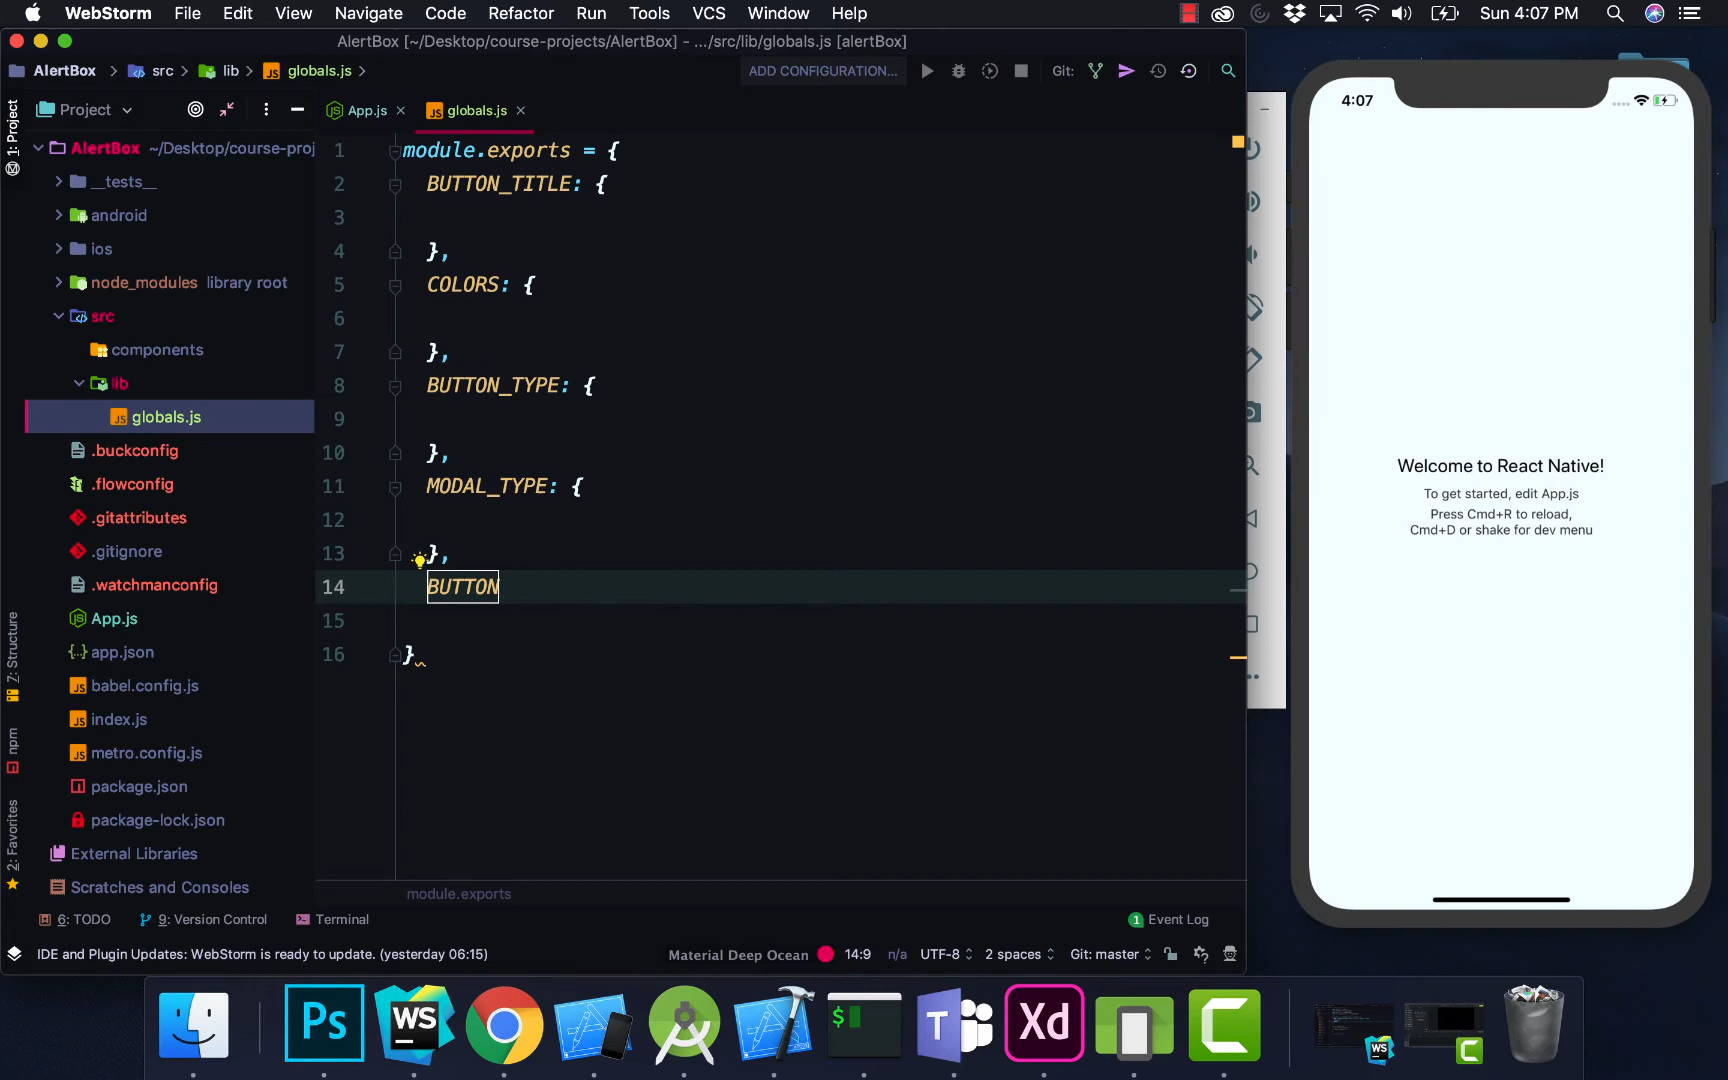 WebStorm File Edit View Navigate Code Refactor Run Tools VCS Window Help Sun 4:07 PM
AlertBox [~/Desktop/course-projects/AlertBox] - .../src/lib/globals.js [alertBox]
AlertBox src lib globals.js ADD CONFIGURATION... Git:
Project App.js globals.js
1: Project
AlertBox ~/Desktop/course-proj
__tests__
android
ios
node_modules library root
src
components
lib
globals.js
.buckconfig
.flowconfig
.gitattributes
.gitignore
.watchmanconfig
App.js
app.json
babel.config.js
index.js
metro.config.js
package.json
package-lock.json
External Libraries
Scratches and Consoles
Z: Structure
npm
2: Favorites
1 module.exports = {
2 BUTTON_TITLE: {
3
4 },
5 COLORS: {
6
7 },
8 BUTTON_TYPE: {
9
10 },
11 MODAL_TYPE: {
12
13 },
14 BUTTON
15
16 }
module.exports
6: TODO 9: Version Control Terminal 1 Event Log
IDE and Plugin Updates: WebStorm is ready to update. (yesterday 06:15) Material Deep Ocean 14:9 n/a UTF-8 2 spaces Git: master
4:07
Welcome to React Native!
To get started, edit App.js
Press Cmd+R to reload,
Cmd+D or shake for dev menu
Ps WS $ T Xd C WS C